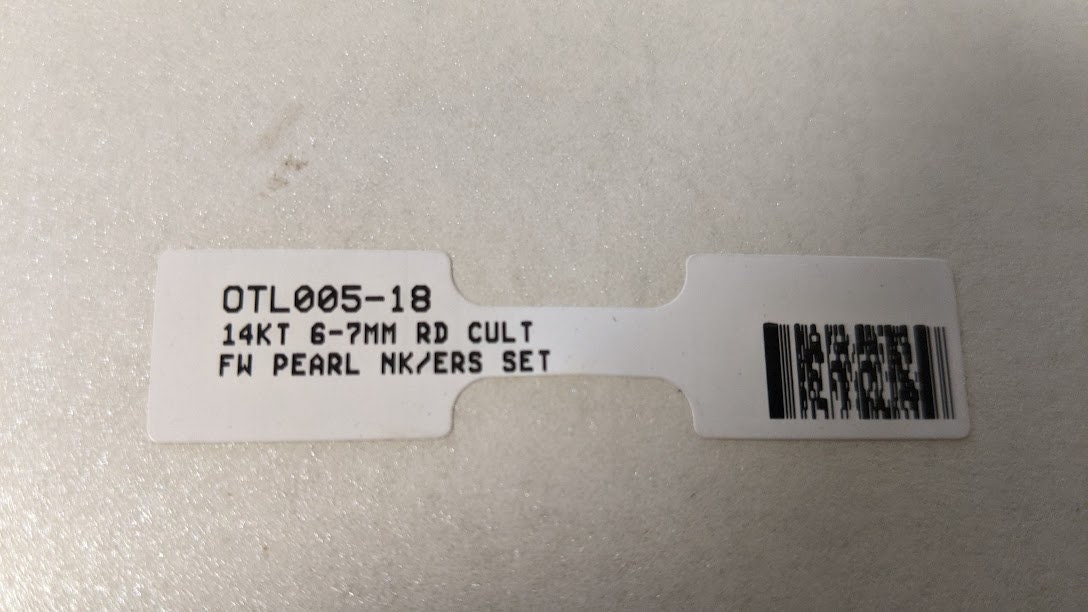 OTL005-18
14KT 6-7MM RD CULT
FW PEARL NK/ERS SET